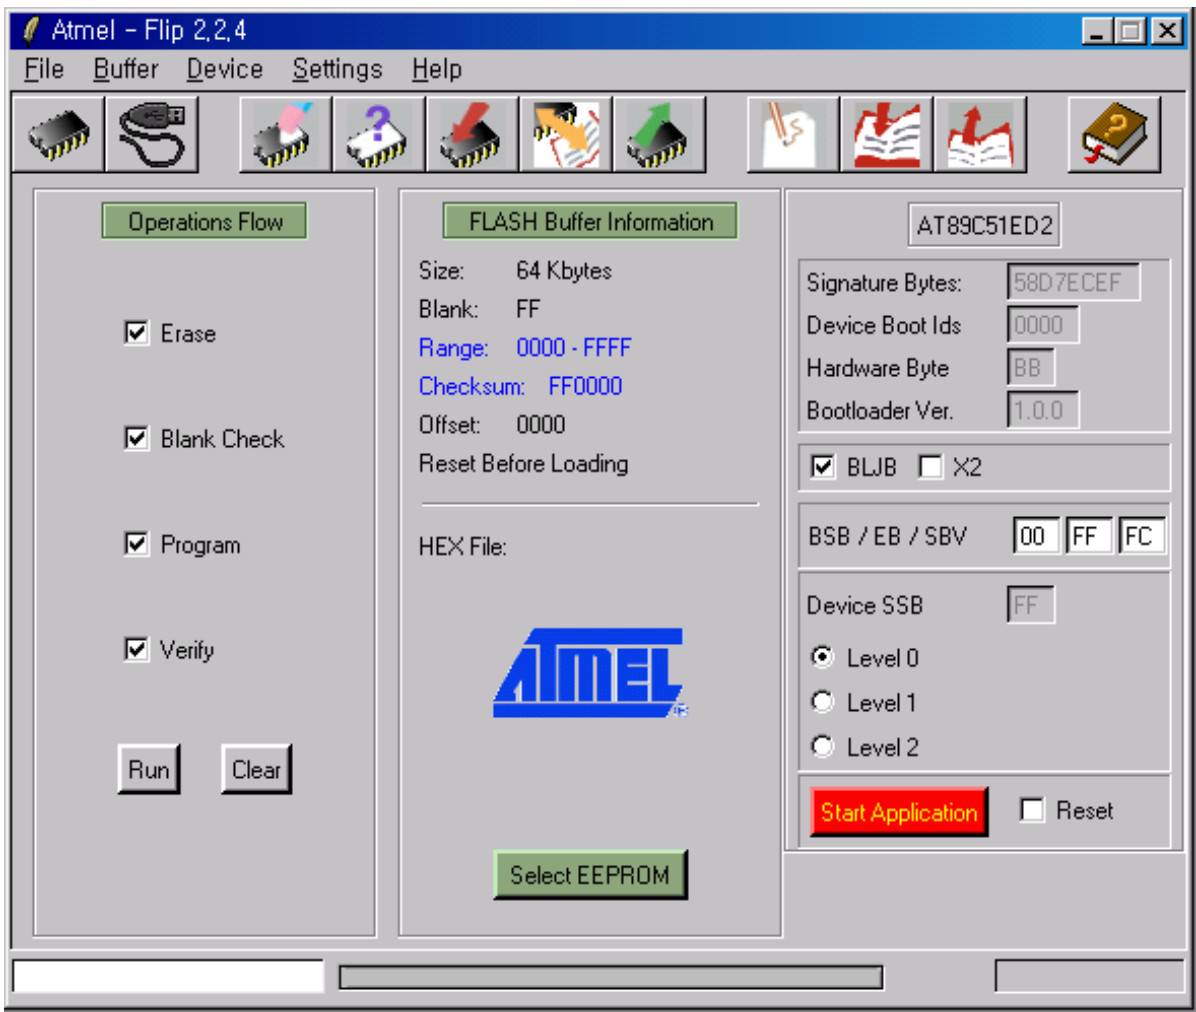 Atmel - Flip 2,2,4
File Buffer Device Settings Help
Operations Flow
Erase
Blank Check
Program
Verify
Run Clear
FLASH Buffer Information
Size: 64 Kbytes
Blank: FF
Range: 0000 - FFFF
Checksum: FF0000
Offset: 0000
Reset Before Loading
HEX File:
ATMEL
®
Select EEPROM
AT89C51ED2
Signature Bytes: 58D7ECEF
Device Boot Ids 0000
Hardware Byte BB
Bootloader Ver. 1.0.0
BLJB X2
BSB / EB / SBV 00 FF FC
Device SSB FF
Level 0
Level 1
Level 2
Start Application Reset